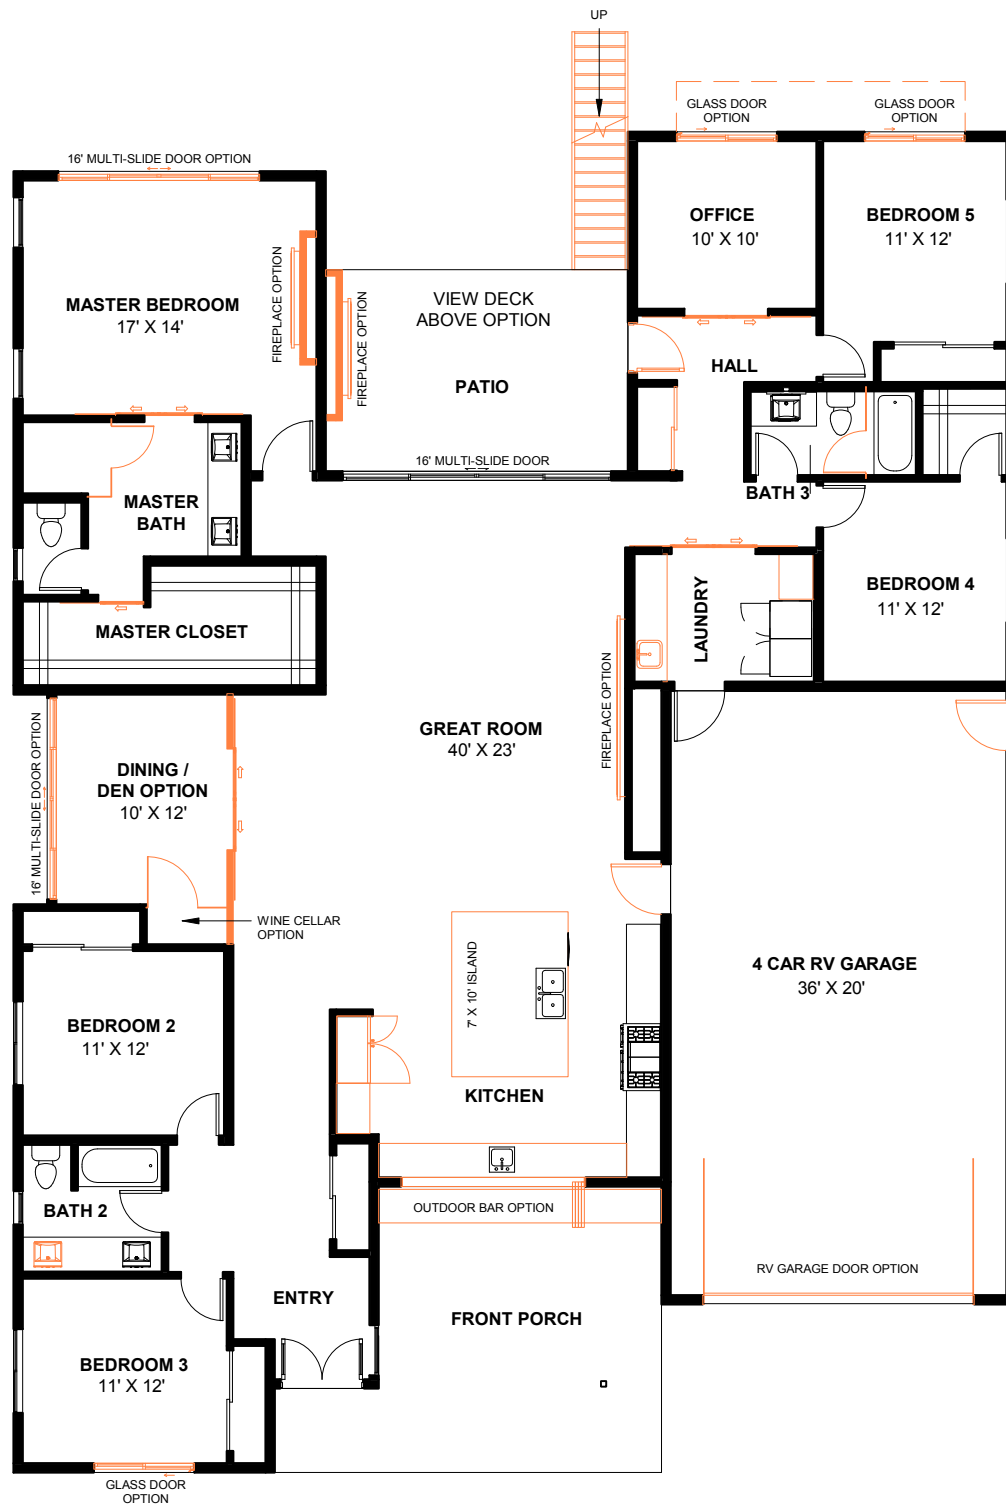 UP
GLASS DOOR
OPTION
GLASS DOOR
OPTION
16' MULTI-SLIDE DOOR OPTION
OFFICE
10' X 10'
BEDROOM 5
11' X 12'
MASTER BEDROOM
17' X 14'
FIREPLACE OPTION
FIREPLACE OPTION
VIEW DECK
ABOVE OPTION
PATIO
HALL
16' MULTI-SLIDE DOOR
MASTER
BATH
BATH 3
BEDROOM 4
11' X 12'
LAUNDRY
MASTER CLOSET
FIREPLACE OPTION
GREAT ROOM
40' X 23'
16' MULTI-SLIDE DOOR OPTION
DINING /
DEN OPTION
10' X 12'
WINE CELLAR
OPTION
7' X 10' ISLAND
4 CAR RV GARAGE
36' X 20'
BEDROOM 2
11' X 12'
KITCHEN
BATH 2
OUTDOOR BAR OPTION
RV GARAGE DOOR OPTION
ENTRY
FRONT PORCH
BEDROOM 3
11' X 12'
GLASS DOOR
OPTION